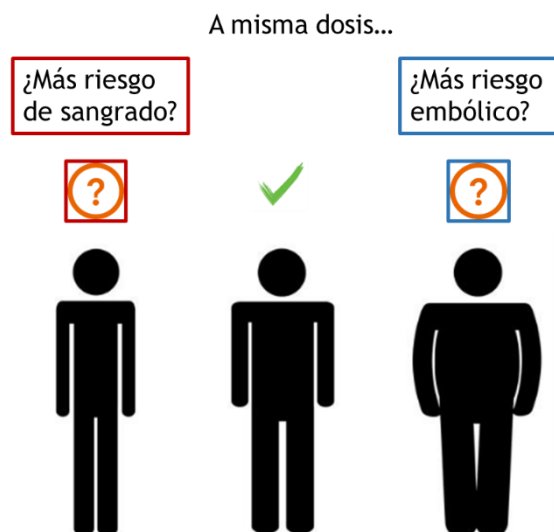 A misma dosis...
¿Más riesgo
de sangrado?
¿Más riesgo
embólico?
?
?